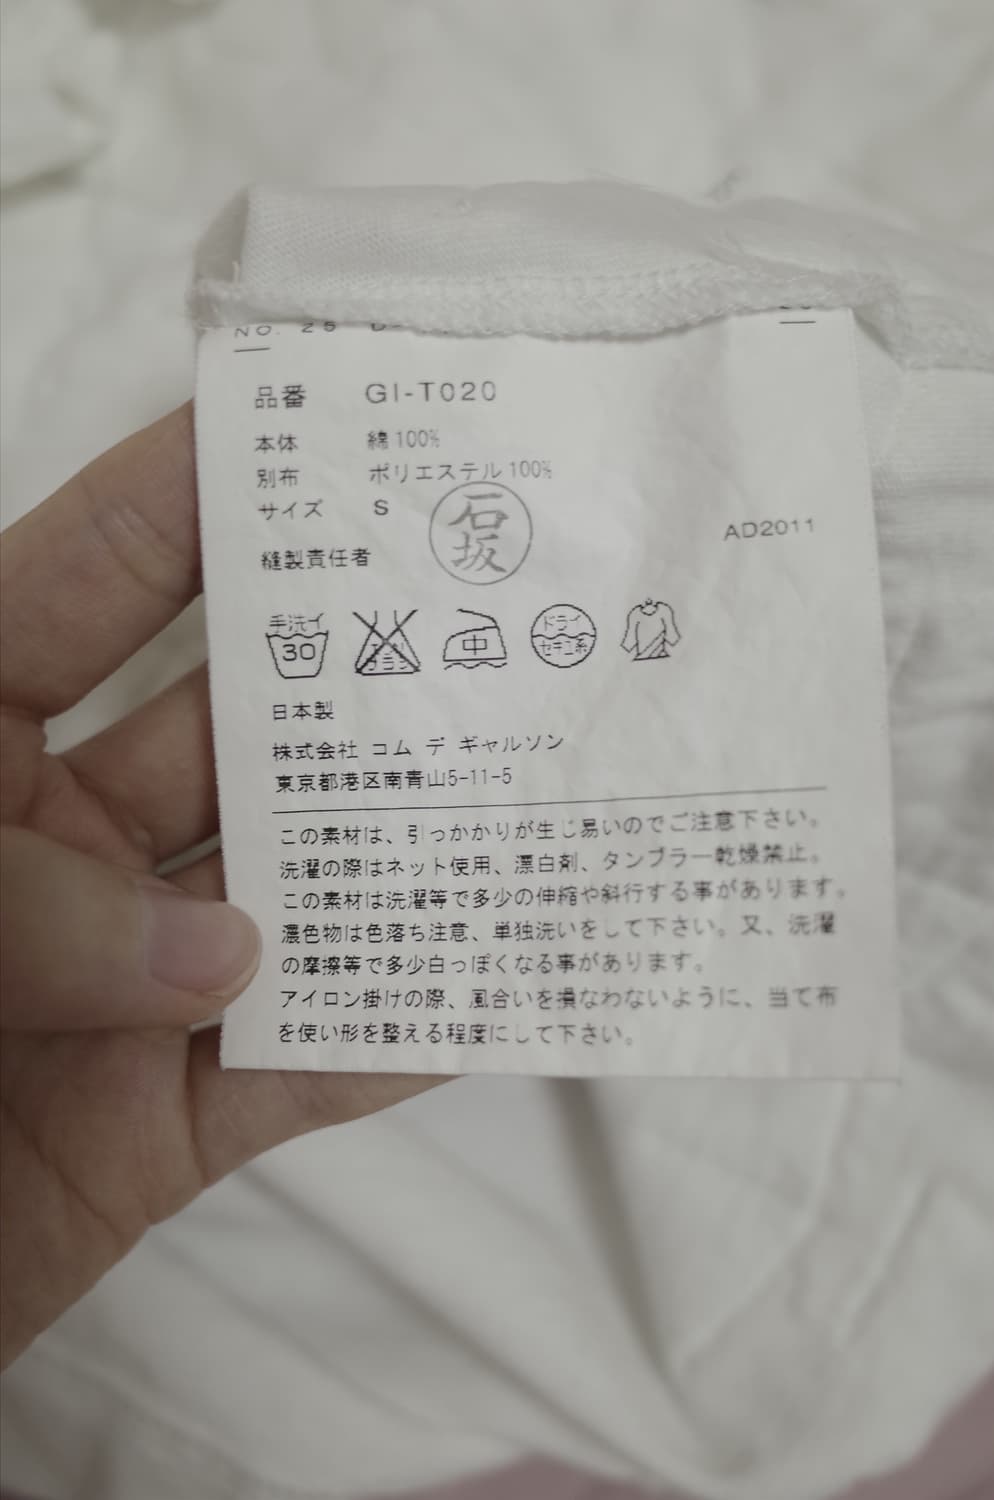 NO. 25
品番 GI-T020
本体 綿 100%
別布 ポリエステル 100%
サイズ S
石坂
AD2011
縫製責任者
手洗イ
30
中
ドライ
セキユ系
日本製
株式会社 コム デ ギャルソン
東京都港区南青山5-11-5
この素材は、引っかかりが生じ易いのでご注意下さい。
洗濯の際はネット使用、漂白剤、タンブラー乾燥禁止。
この素材は洗濯等で多少の伸縮や斜行する事があります。
濃色物は色落ち注意、単独洗いをして下さい。又、洗濯
の摩擦等で多少白っぽくなる事があります。
アイロン掛けの際、風合いを損なわないように、当て布
を使い形を整える程度にして下さい。